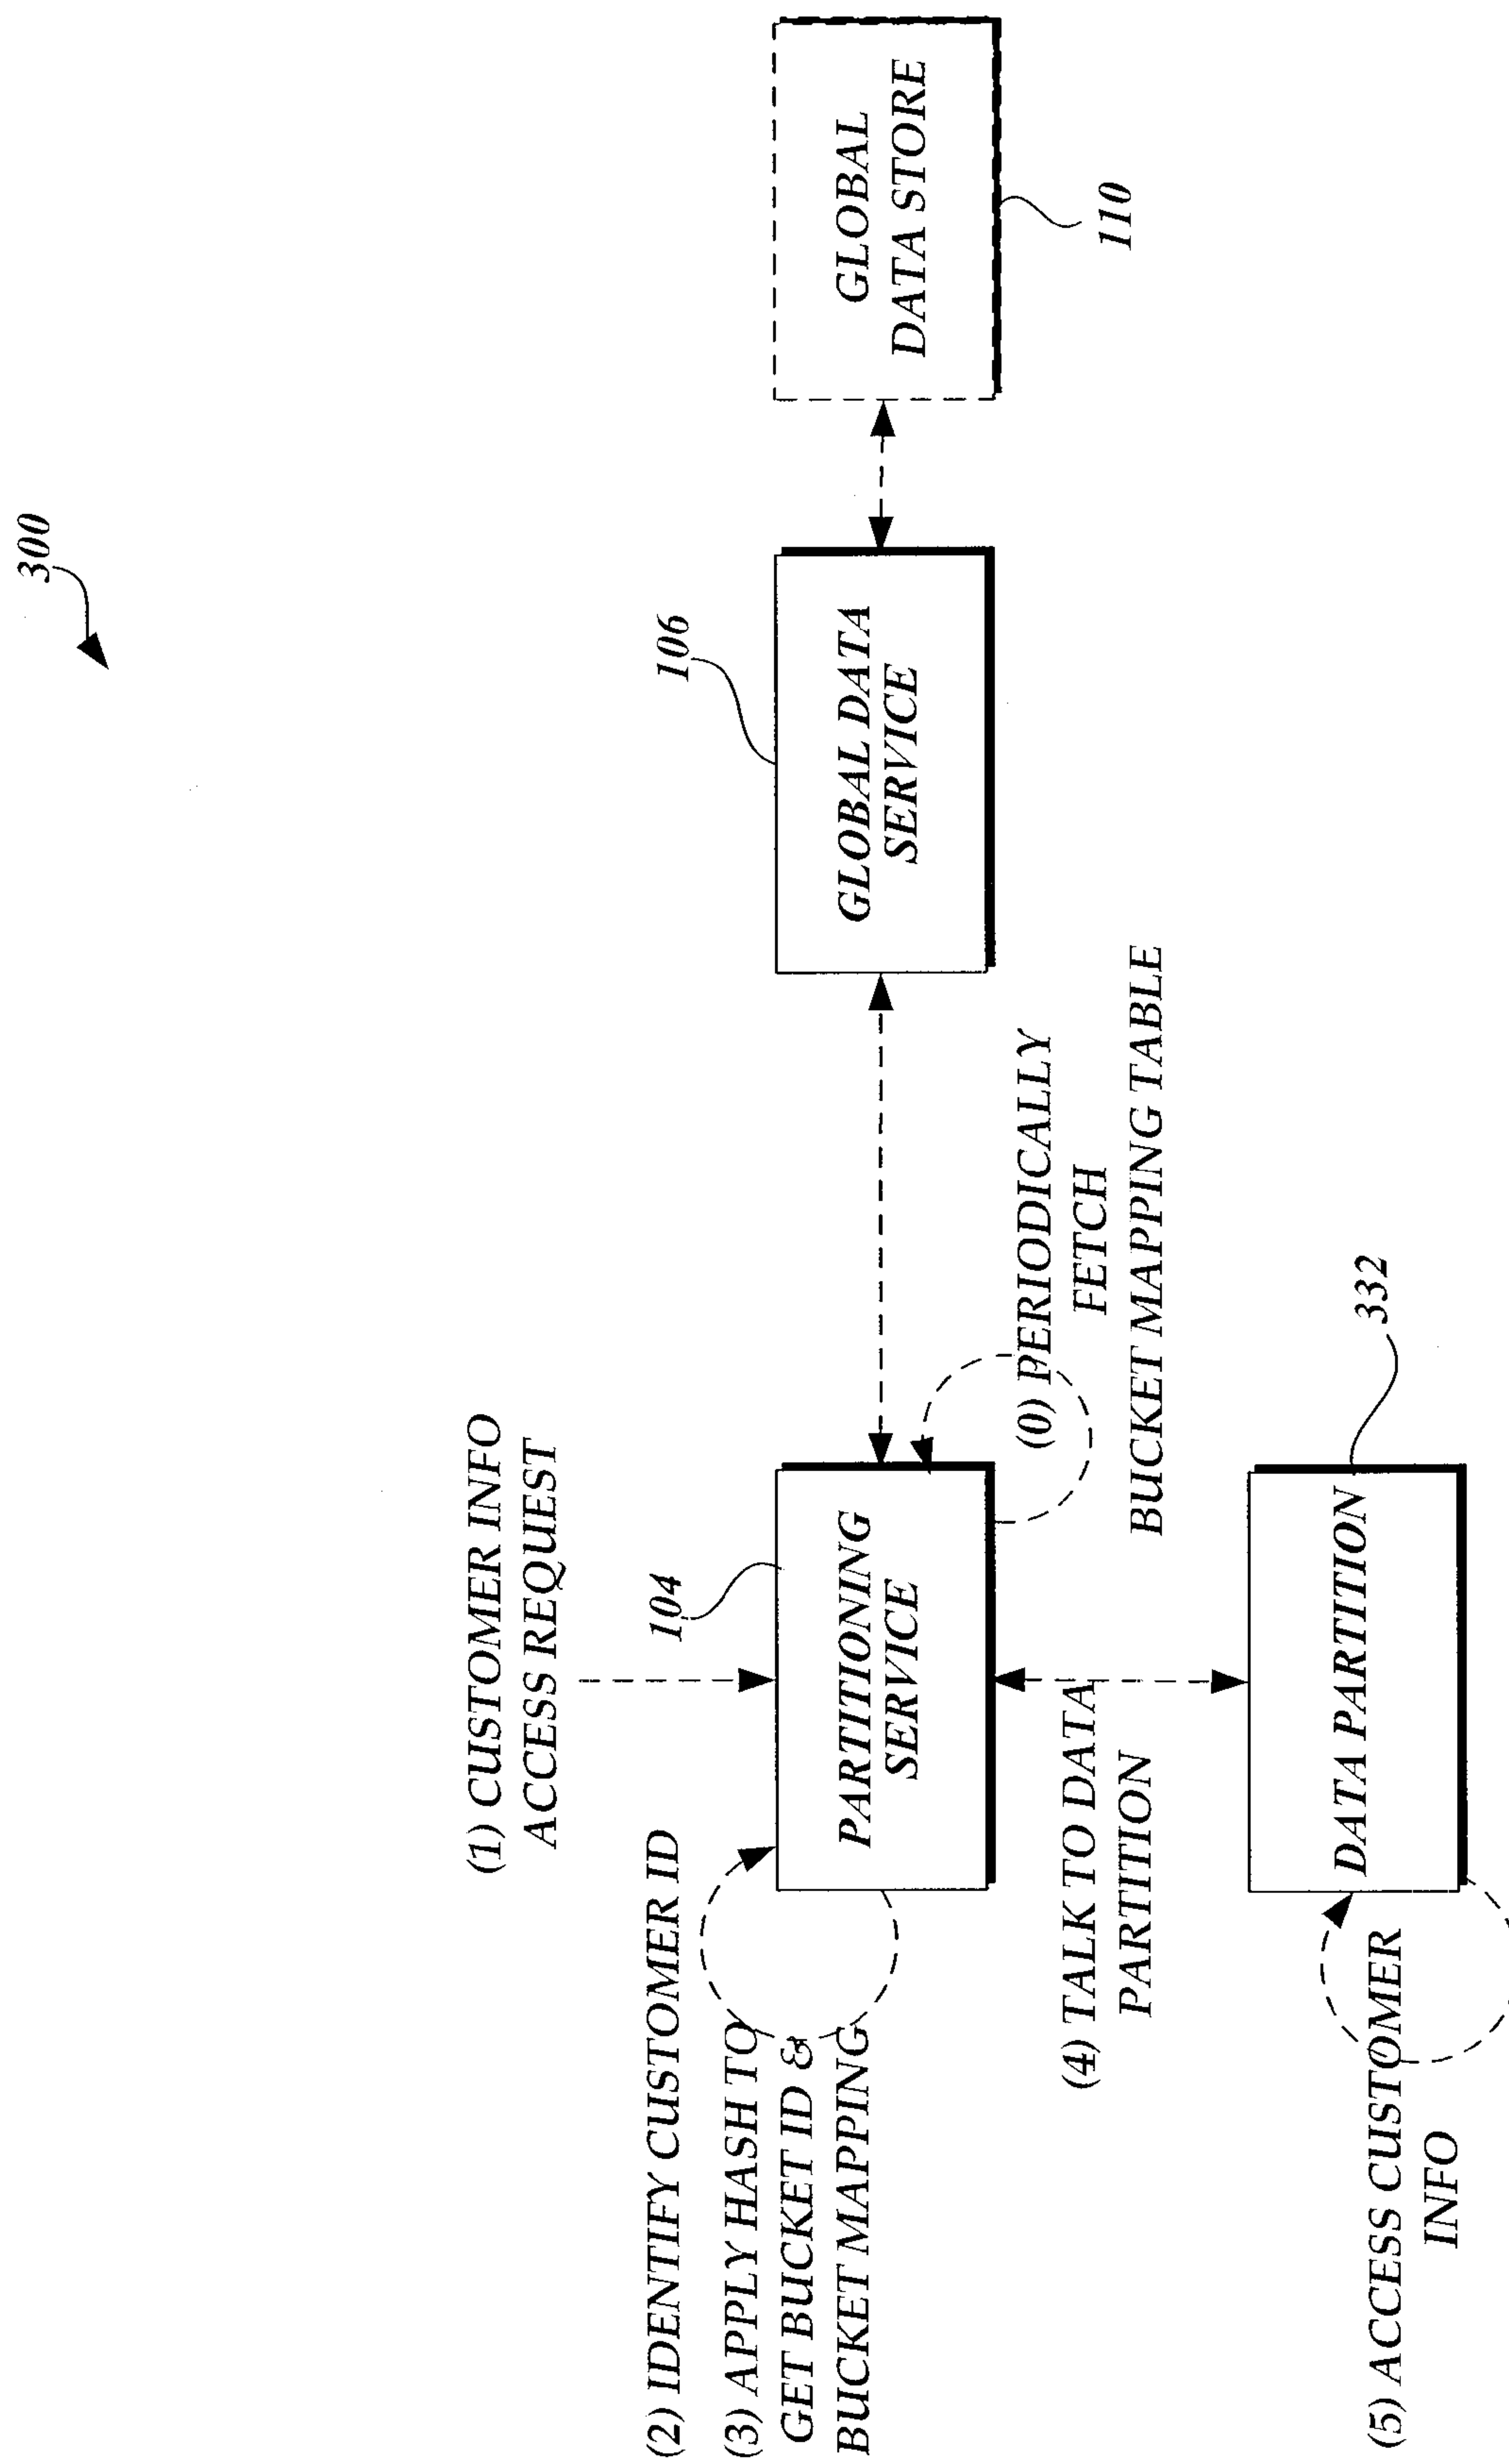 300
(1) CUSTOMER INFO
ACCESS REQUEST
(2) IDENTIFY CUSTOMER ID
(3) APPLY HASH TO
GET BUCKET ID &
BUCKET MAPPING
104
PARTITIONING
SERVICE
106
GLOBAL DATA
SERVICE
GLOBAL
DATA STORE
110
(0) PERIODICALLY
FETCH
BUCKET MAPPING TABLE
(4) TALK TO DATA
PARTITION
332
DATA PARTITION
(5) ACCESS CUSTOMER
INFO